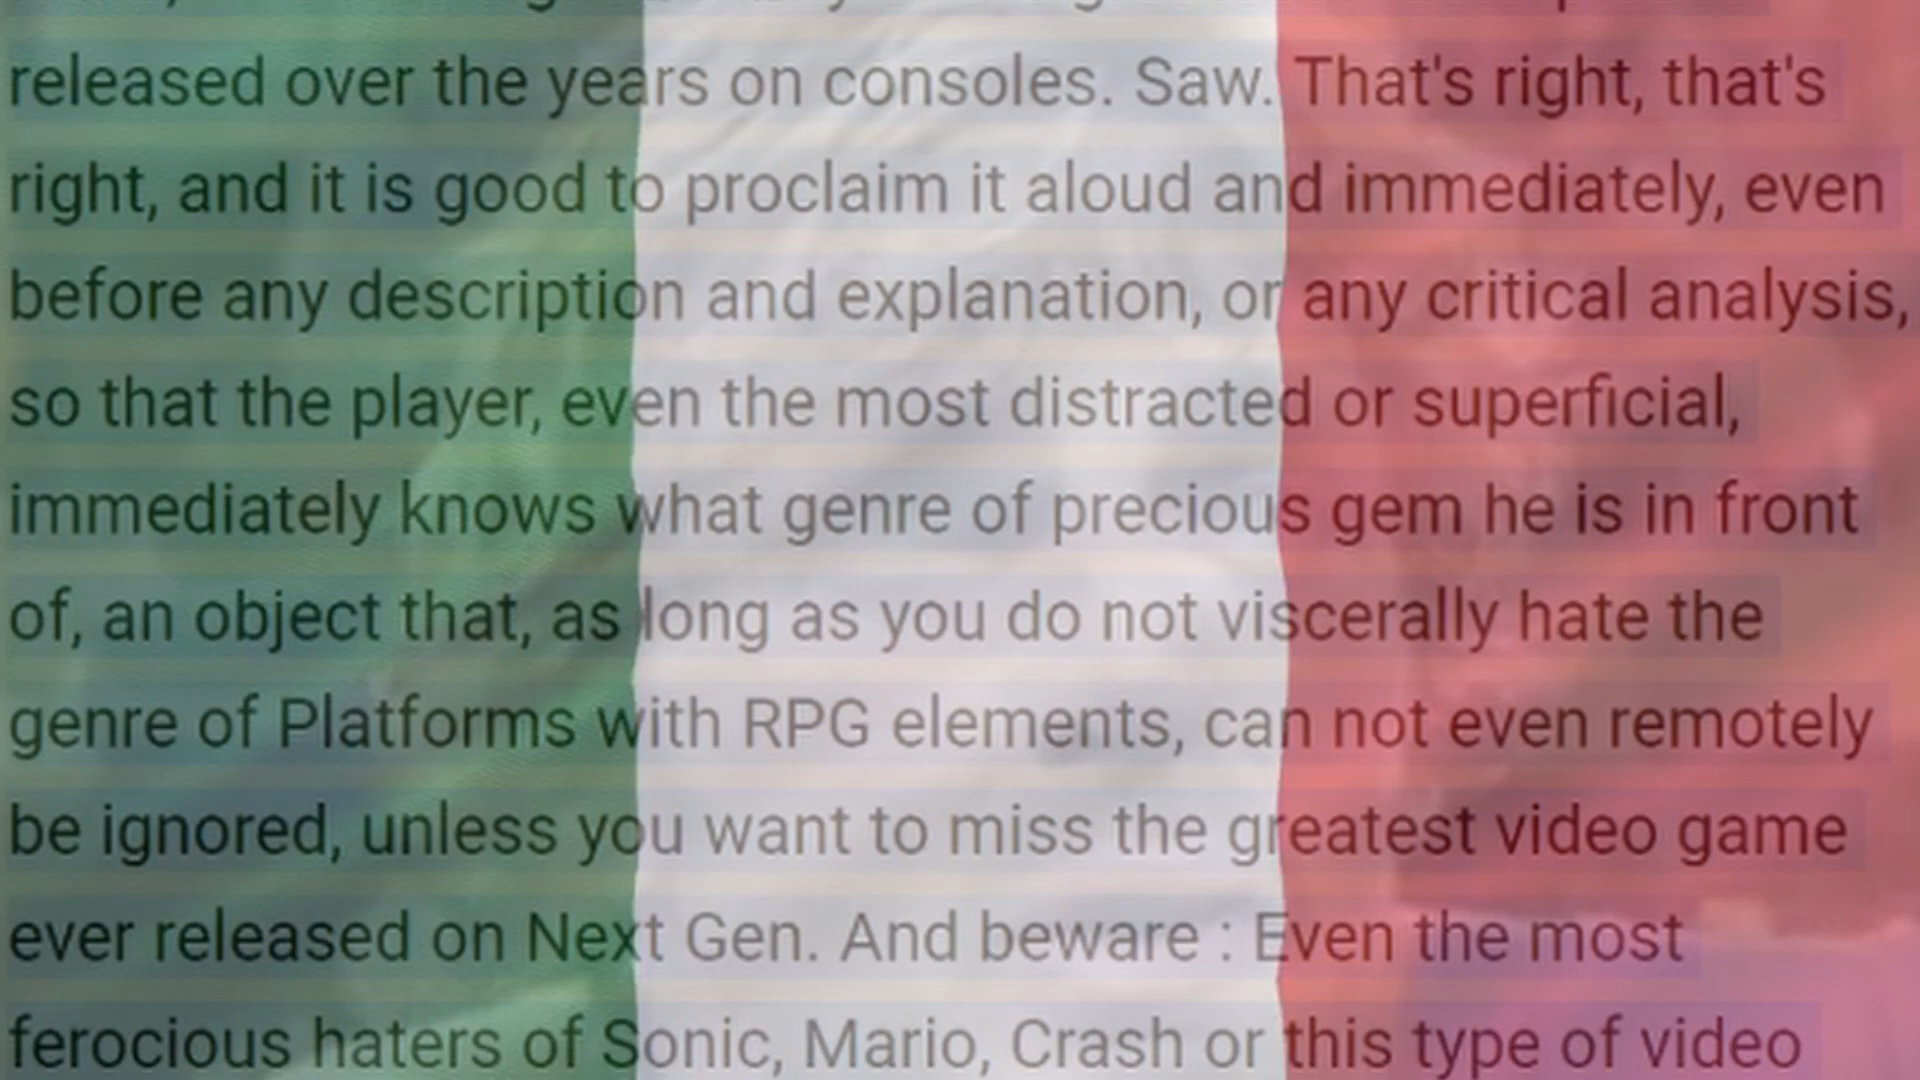 released over the years on consoles. Saw. That's right, that's
right, and it is good to proclaim it aloud and immediately, even
before any description and explanation, or any critical analysis,
so that the player, even the most distracted or superficial,
immediately knows what genre of precious gem he is in front
of, an object that, as long as you do not viscerally hate the
genre of Platforms with RPG elements, can not even remotely
be ignored, unless you want to miss the greatest video game
ever released on Next Gen. And beware : Even the most
ferocious haters of Sonic, Mario, Crash or this type of video